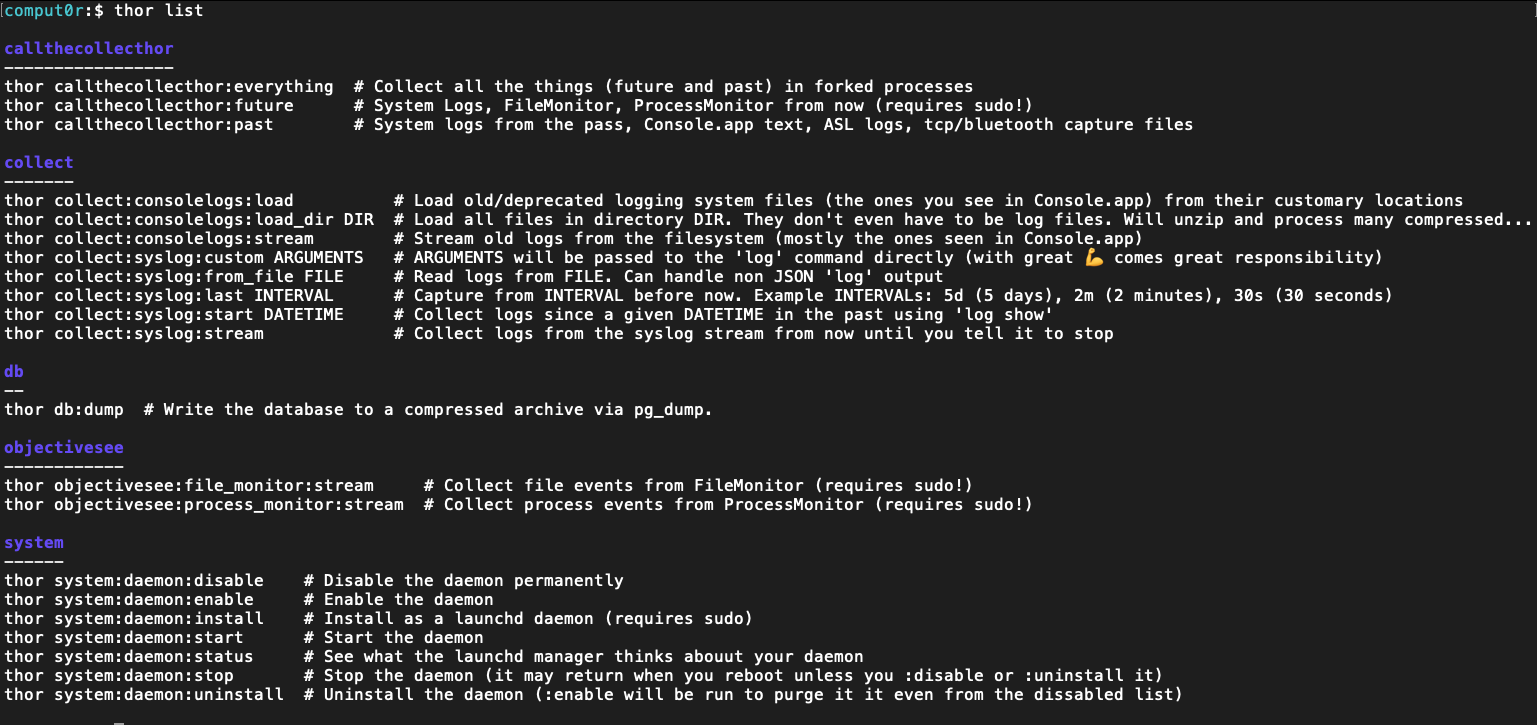 [comput0r:$ thor list
callthecollecthor
-----------------
thor callthecollecthor:everything  # Collect all the things (future and past) in forked processes
thor callthecollecthor:future      # System Logs, FileMonitor, ProcessMonitor from now (requires sudo!)
thor callthecollecthor:past        # System logs from the pass, Console.app text, ASL logs, tcp/bluetooth capture files
collect
-------
thor collect:consolelogs:load          # Load old/deprecated logging system files (the ones you see in Console.app) from their customary locations
thor collect:consolelogs:load_dir DIR  # Load all files in directory DIR. They don't even have to be log files. Will unzip and process many compressed...
thor collect:consolelogs:stream        # Stream old logs from the filesystem (mostly the ones seen in Console.app)
thor collect:syslog:custom ARGUMENTS   # ARGUMENTS will be passed to the 'log' command directly (with great 💪 comes great responsibility)
thor collect:syslog:from_file FILE     # Read logs from FILE. Can handle non JSON 'log' output
thor collect:syslog:last INTERVAL      # Capture from INTERVAL before now. Example INTERVALs: 5d (5 days), 2m (2 minutes), 30s (30 seconds)
thor collect:syslog:start DATETIME     # Collect logs since a given DATETIME in the past using 'log show'
thor collect:syslog:stream             # Collect logs from the syslog stream from now until you tell it to stop
db
--
thor db:dump  # Write the database to a compressed archive via pg_dump.
objectivesee
------------
thor objectivesee:file_monitor:stream     # Collect file events from FileMonitor (requires sudo!)
thor objectivesee:process_monitor:stream  # Collect process events from ProcessMonitor (requires sudo!)
system
------
thor system:daemon:disable    # Disable the daemon permanently
thor system:daemon:enable     # Enable the daemon
thor system:daemon:install    # Install as a launchd daemon (requires sudo)
thor system:daemon:start      # Start the daemon
thor system:daemon:status     # See what the launchd manager thinks abouut your daemon
thor system:daemon:stop       # Stop the daemon (it may return when you reboot unless you :disable or :uninstall it)
thor system:daemon:uninstall  # Uninstall the daemon (:enable will be run to purge it it even from the dissabled list)